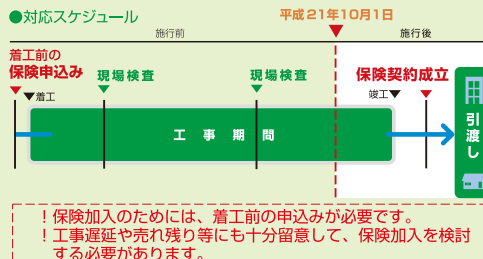 ●対応スケジュール
平成21年10月1日
施行前
施行後
着工前の
保険申込み
▼着工
現場検査
現場検査
保険契約成立
竣工▼
工事期間
引渡し
！保険加入のためには、着工前の申込みが必要です。
！工事遅延や売れ残り等にも十分留意して、保険加入を検討
する必要があります。